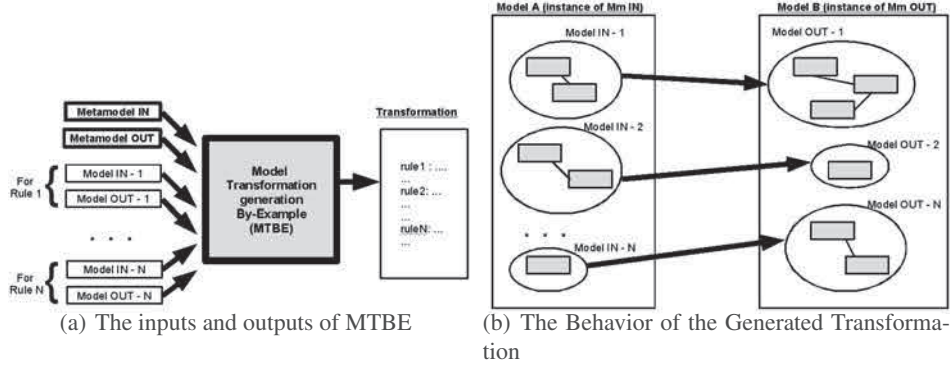 Metamodel IN
Metamodel OUT
For
Rule 1
Model IN - 1
Model OUT - 1
. . .
For
Rule N
Model IN - N
Model OUT - N
Model
Transformation
generation
By-Example
(MTBE)
Transformation
rule1 : ....
...
rule2: ...
...
...
ruleN: ...
...
(a) The inputs and outputs of MTBE
Model A (instance of Mm IN)
Model IN - 1
Model IN - 2
. . .
Model IN - N
Model B (instance of Mm OUT)
Model OUT - 1
Model OUT - 2
Model OUT - N
(b) The Behavior of the Generated Transforma-
tion